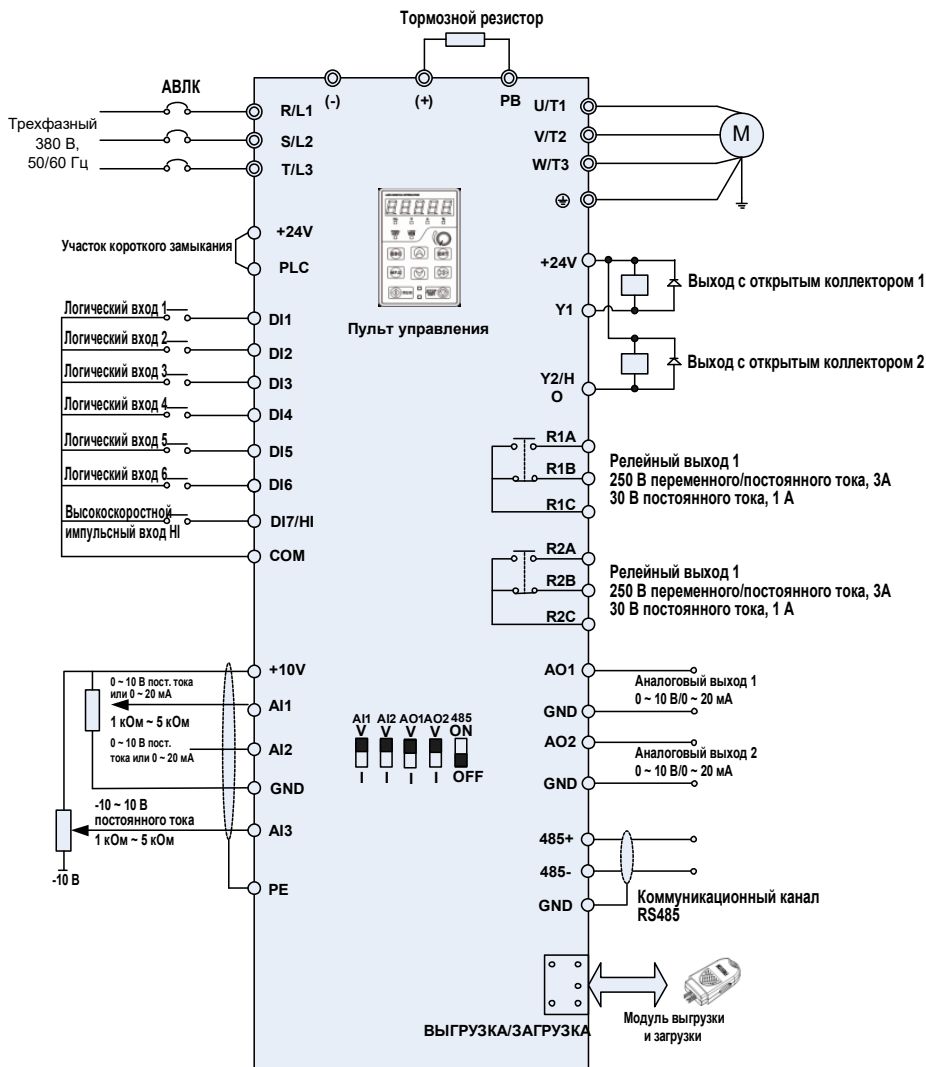 Тормозной резистор
АВЛК
(-)
(+)
PB
Трехфазный
380 В,
50/60 Гц
R/L1
S/L2
T/L3
U/T1
V/T2
W/T3
M
Участок короткого замыкания
+24V
PLC
Пульт управления
+24V
Y1
Выход с открытым коллектором 1
Y2/H
O
Выход с открытым коллектором 2
Логический вход 1
DI1
Логический вход 2
DI2
Логический вход 3
DI3
Логический вход 4
DI4
Логический вход 5
DI5
Логический вход 6
DI6
Высокоскоростной
импульсный вход HI
DI7/HI
COM
R1A
R1B
R1C
Релейный выход 1
250 В переменного/постоянного тока, 3А
30 В постоянного тока, 1 А
R2A
R2B
R2C
Релейный выход 1
250 В переменного/постоянного тока, 3А
30 В постоянного тока, 1 А
+10V
0 ~ 10 В пост. тока
или 0 ~ 20 мА
AI1
1 кОм ~ 5 кОм
0 ~ 10 В пост.
тока или 0 ~ 20 мА
AI2
GND
-10 ~ 10 В
постоянного тока
1 кОм ~ 5 кОм
AI3
-10 В
PE
AI1 AI2 AO1 AO2 485
V V V V ON
I I I I OFF
AO1
Аналоговый выход 1
0 ~ 10 В/0 ~ 20 мА
GND
AO2
Аналоговый выход 2
0 ~ 10 В/0 ~ 20 мА
GND
485+
485-
GND
Коммуникационный канал
RS485
ВЫГРУЗКА/ЗАГРУЗКА
Модуль выгрузки
и загрузки